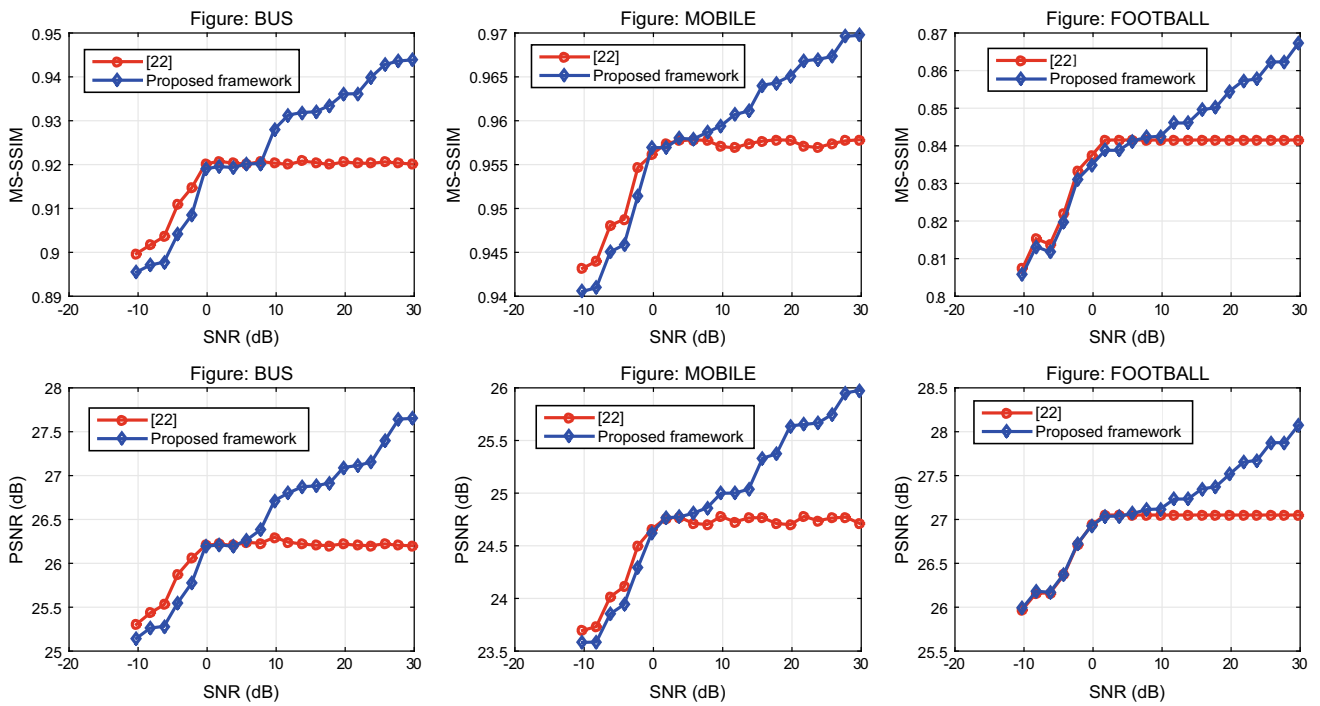 Figure: BUS
0.95
0.94
0.93
0.92
0.91
0.9
0.89
MS-SSIM
[22]
Proposed framework
-20 -10 0 10 20 30
SNR (dB)
Figure: MOBILE
0.97
0.965
0.96
0.955
0.95
0.945
0.94
MS-SSIM
[22]
Proposed framework
-20 -10 0 10 20 30
SNR (dB)
Figure: FOOTBALL
0.87
0.86
0.85
0.84
0.83
0.82
0.81
0.8
MS-SSIM
[22]
Proposed framework
-20 -10 0 10 20 30
SNR (dB)
Figure: BUS
28
27.5
27
26.5
26
25.5
25
PSNR (dB)
[22]
Proposed framework
-20 -10 0 10 20 30
SNR (dB)
Figure: MOBILE
26
25.5
25
24.5
24
23.5
PSNR (dB)
[22]
Proposed framework
-20 -10 0 10 20 30
SNR (dB)
Figure: FOOTBALL
28.5
28
27.5
27
26.5
26
25.5
PSNR (dB)
[22]
Proposed framework
-20 -10 0 10 20 30
SNR (dB)